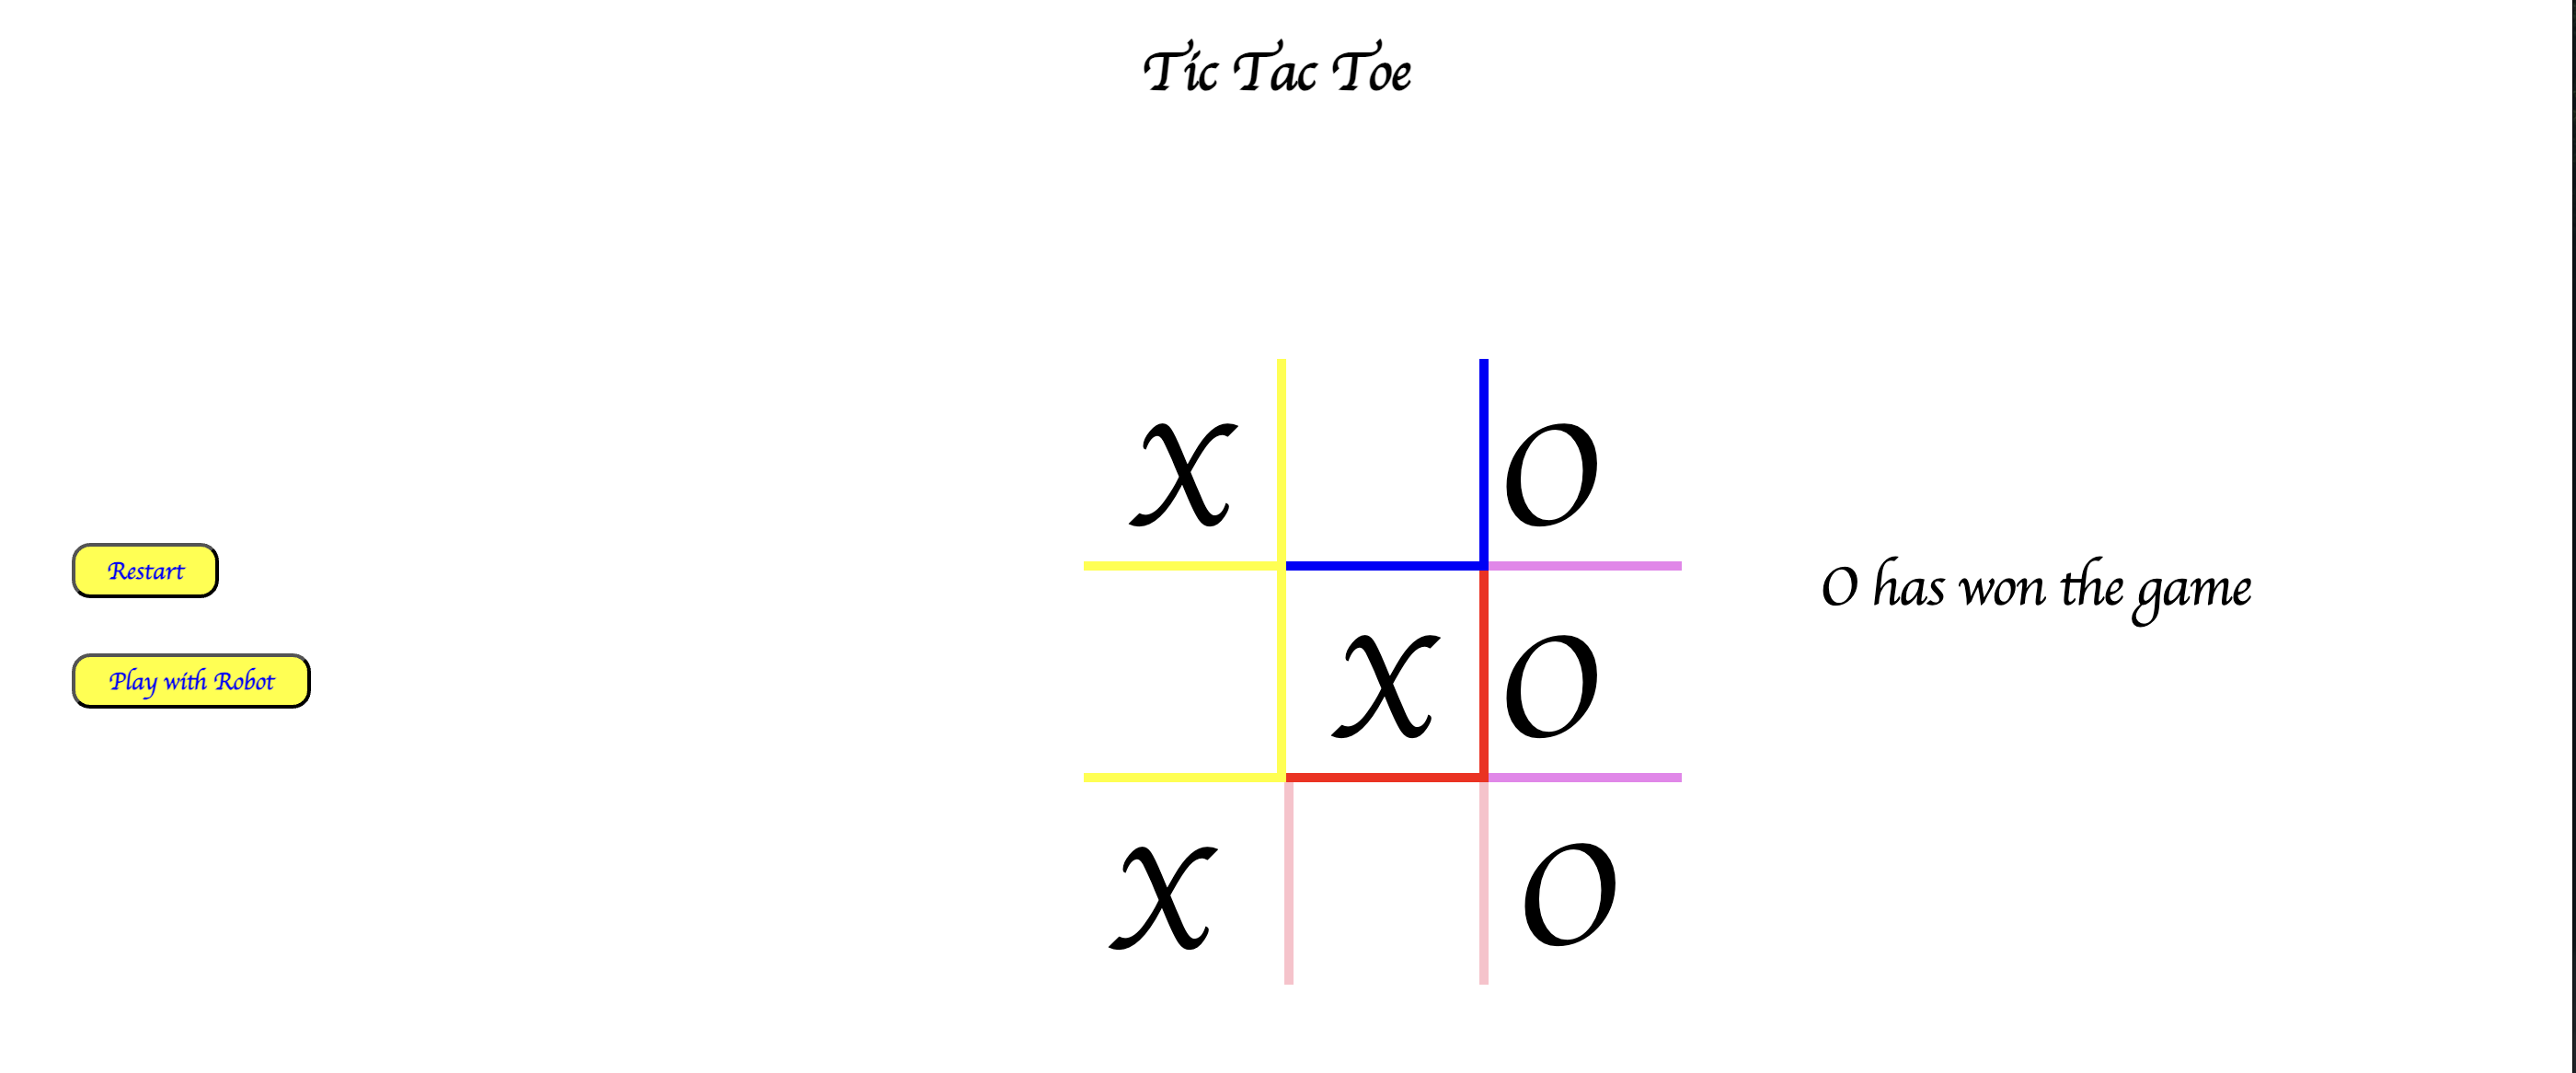 Tic Tac Toe
X O
Restart
X O
O has won the game
Play with Robot
X O